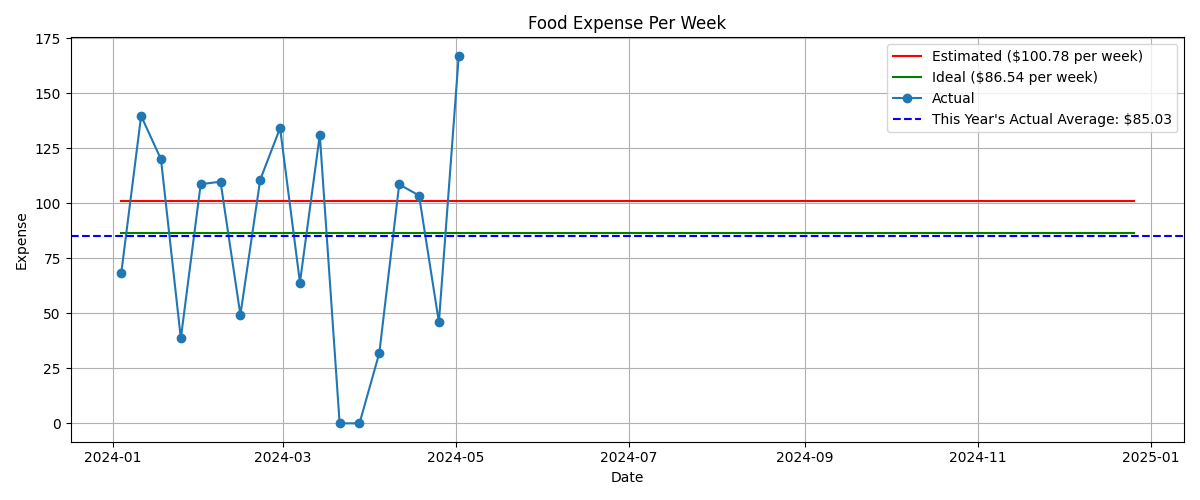 Food Expense Per Week
Estimated ($100.78 per week)
Ideal ($86.54 per week)
Actual
This Year's Actual Average: $85.03
Expense
175
150
125
100
75
50
25
0
2024-01
2024-03
2024-05
2024-07
2024-09
2024-11
2025-01
Date